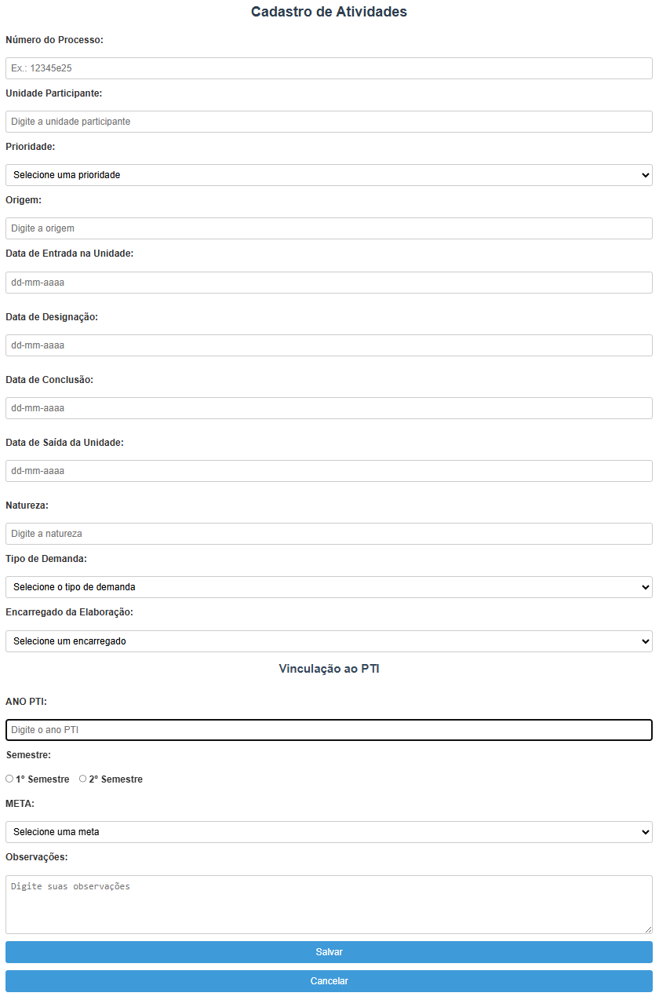 Cadastro de Atividades
Número do Processo:
Ex.: 12345e25
Unidade Participante:
Digite a unidade participante
Prioridade:
Selecione uma prioridade
Origem:
Digite a origem
Data de Entrada na Unidade:
dd-mm-aaaa
Data de Designação:
dd-mm-aaaa
Data de Conclusão:
dd-mm-aaaa
Data de Saída da Unidade:
dd-mm-aaaa
Natureza:
Digite a natureza
Tipo de Demanda:
Selecione o tipo de demanda
Encarregado da Elaboração:
Selecione um encarregado
Vinculação ao PTI
ANO PTI:
Digite o ano PTI
Semestre:
1º Semestre 2º Semestre
META:
Selecione uma meta
Observações:
Digite suas observações
Salvar
Cancelar